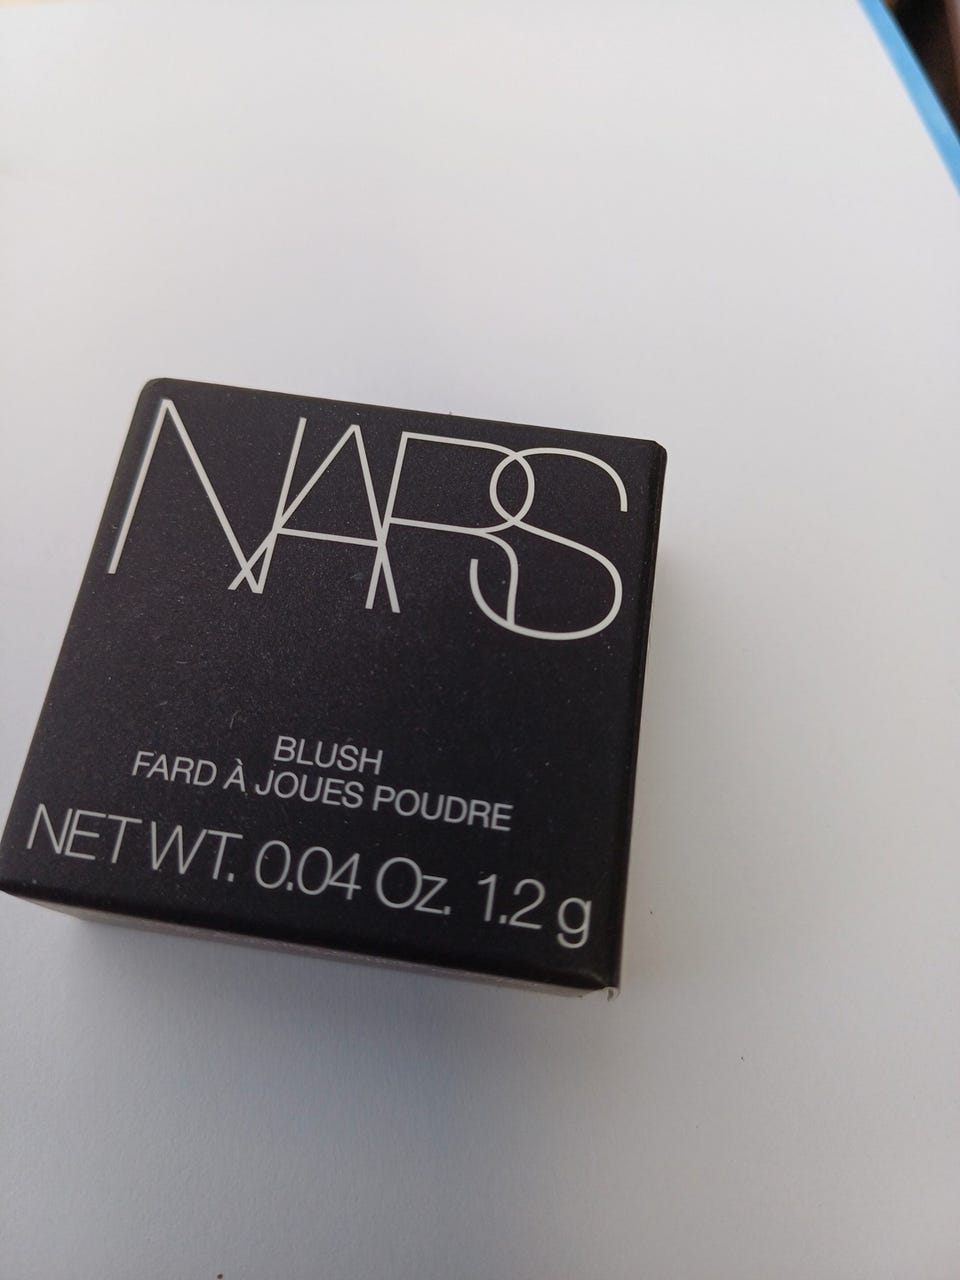 NARS
BLUSH
FARD À JOUES POUDRE
NET WT. 0.04 Oz. 1.2 g